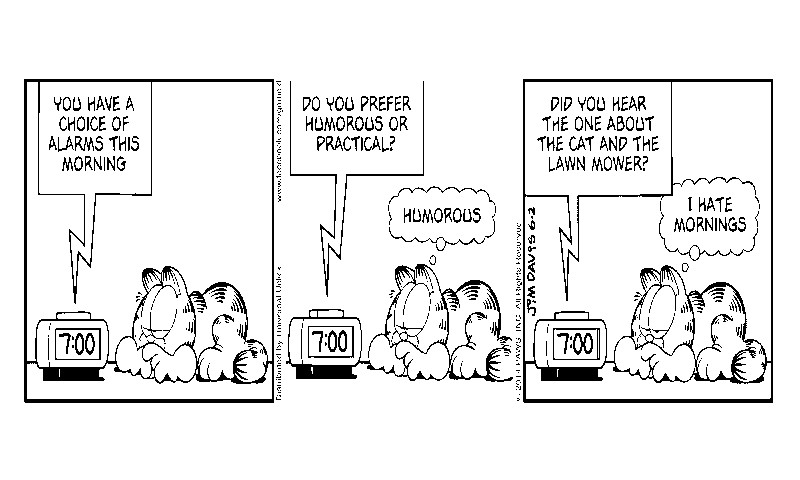 YOU HAVE A
CHOICE OF
ALARMS THIS
MORNING
7:00
DO YOU PREFER
HUMOROUS OR
PRACTICAL?
HUMOROUS
7:00
DID YOU HEAR
THE ONE ABOUT
THE CAT AND THE
LAWN MOWER?
I HATE
MORNINGS
7:00
JIM DAVIS 6-2